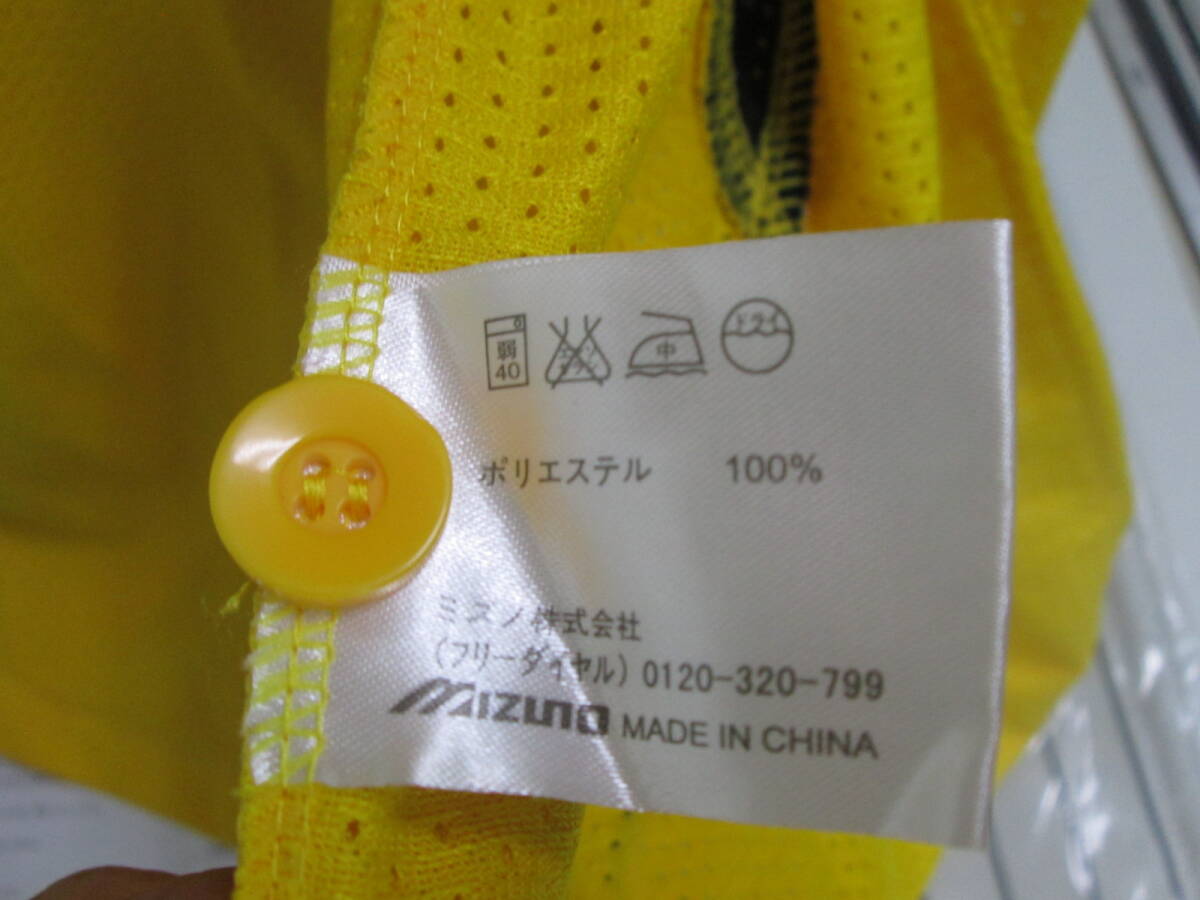 弱 中 ドライ
40
ポリエステル 100%
ミズノ株式会社
(フリーダイヤル) 0120-320-799
MIZUNO MADE IN CHINA